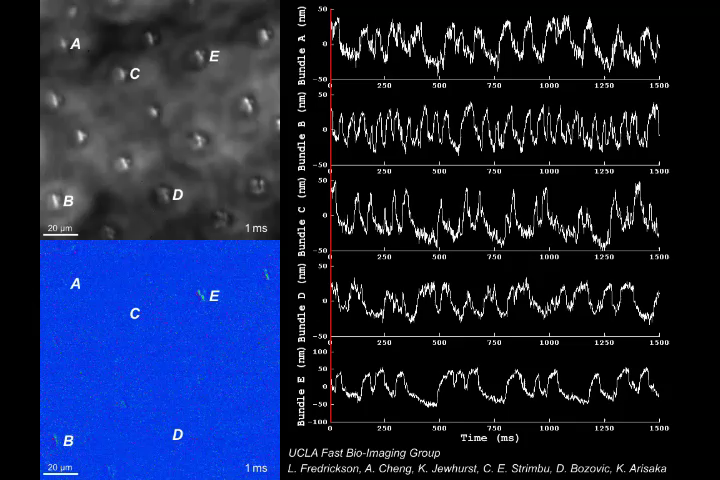 A
E
C
B
D
20 µm
1 ms
A
E
C
B
D
20 µm
1 ms
Bundle A (nm)
50
0
−50
0 250 500 750 1000 1250 1500
Bundle B (nm)
50
0
−50
0 250 500 750 1000 1250 1500
Bundle C (nm)
50
0
−50
0 250 500 750 1000 1250 1500
Bundle D (nm)
50
0
−50
0 250 500 750 1000 1250 1500
Bundle E (nm)
100
50
0
−50
−100
0 250 500 750 1000 1250 1500
Time (ms)
UCLA Fast Bio-Imaging Group
L. Fredrickson, A. Cheng, K. Jewhurst, C. E. Strimbu, D. Bozovic, K. Arisaka